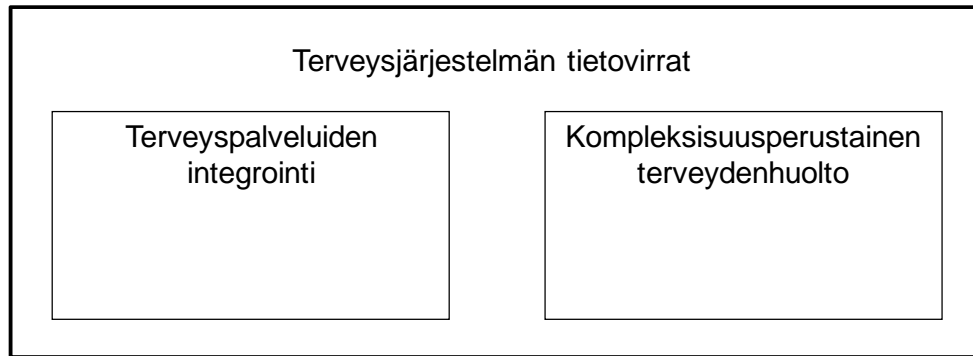 Terveysjärjestelmän tietovirrat
Terveyspalveluiden
integrointi
Kompleksisuusperustainen
terveydenhuolto